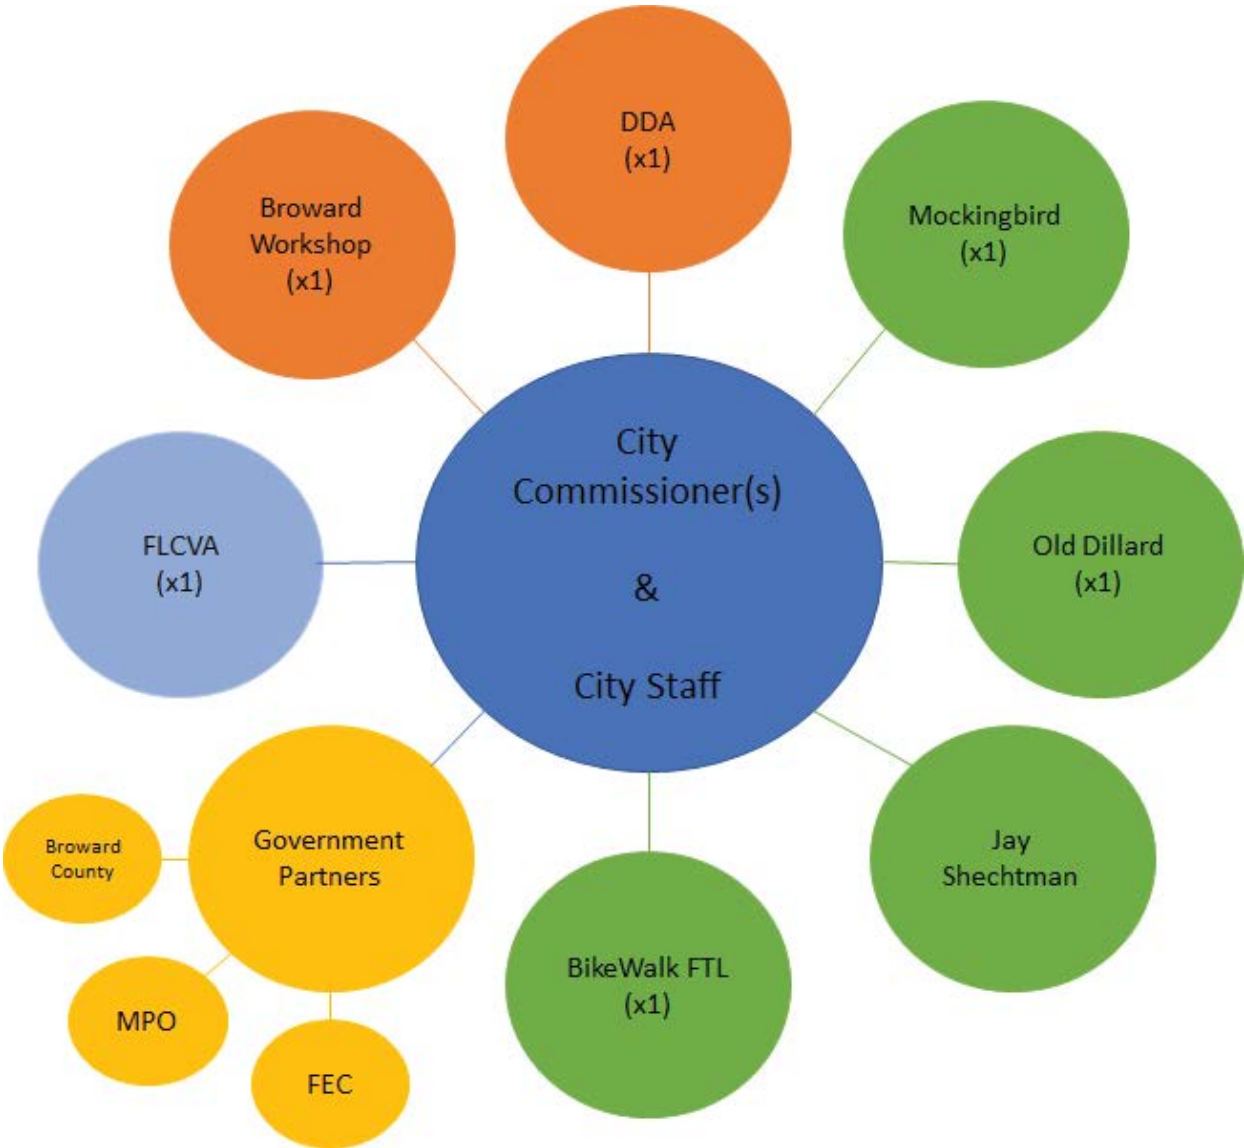 DDA
(x1)
Broward
Workshop
(x1)
Mockingbird
(x1)
City
Commissioner(s)
&
City Staff
FLCVA
(x1)
Old Dillard
(x1)
Government
Partners
Broward
County
MPO
FEC
BikeWalk FTL
(x1)
Jay
Shechtman